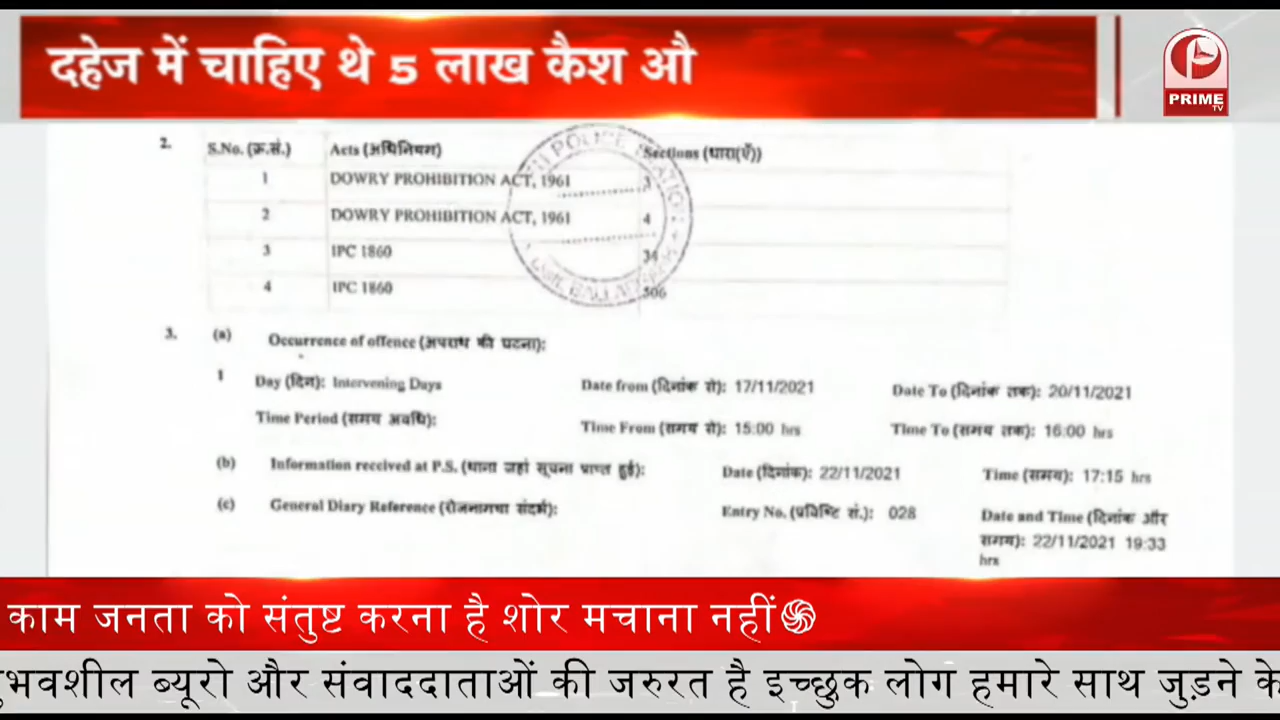 दहेज में चाहिए थे 5 लाख कैश औ
PRIME
TV
2. S.No. (क्र.सं.) Acts (अधिनियम) Sections (धारा(एँ))
1 DOWRY PROHIBITION ACT, 1961 3
2 DOWRY PROHIBITION ACT, 1961 4
3 IPC 1860 34
4 IPC 1860 506
POLICE STATION
3. (a) Occurrence of offence (अपराध की घटना):
1 Day (दिन): Intervening Days Date from (दिनांक से): 17/11/2021 Date To (दिनांक तक): 20/11/2021
Time Period (समय अवधि): Time From (समय से): 15:00 hrs Time To (समय तक): 16:00 hrs
(b) Information received at P.S. (थाना जहां सूचना प्राप्त हुई): Date (दिनांक): 22/11/2021 Time (समय): 17:15 hrs
(c) General Diary Reference (रोजनामचा संदर्भ): Entry No. (प्रविष्टि सं.): 028 Date and Time (दिनांक और
समय): 22/11/2021 19:33
hrs
काम जनता को संतुष्ट करना है शोर मचाना नहीं
भवशील ब्यूरो और संवाददाताओं की जरुरत है इच्छुक लोग हमारे साथ जुड़ने के